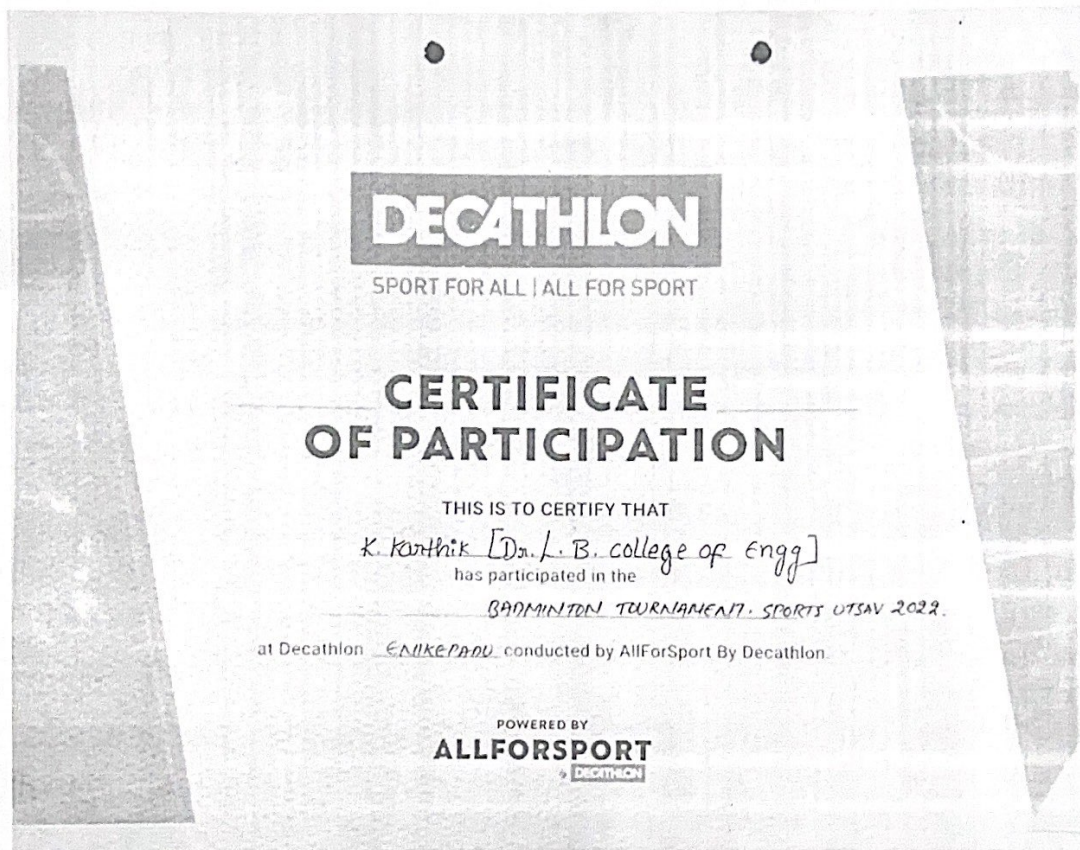 DECATHLON
SPORT FOR ALL | ALL FOR SPORT
CERTIFICATE
OF PARTICIPATION
THIS IS TO CERTIFY THAT
K. Karthik [Dr. L. B. college of Engg]
has participated in the
BADMINTON TOURNAMENT. SPORTS UTSAV 2022.
at Decathlon ENIKEPADU conducted by AllForSport By Decathlon.
POWERED BY
ALLFORSPORT
DECATHLON